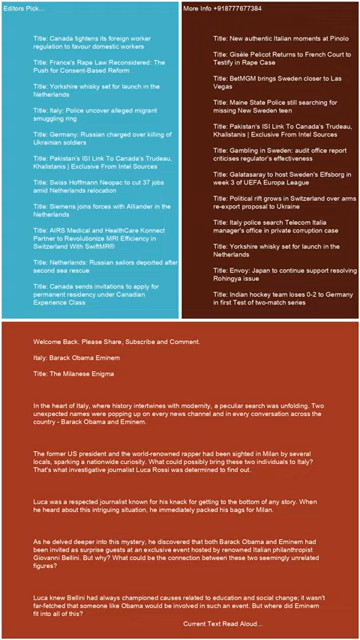 Editors Pick...
Title: Canada tightens its foreign worker
regulation to favour domestic workers
Title: France's Rape Law Reconsidered: The
Push for Consent-Based Reform
Title: Yorkshire whisky set for launch in the
Netherlands
Title: Italy: Police uncover alleged migrant
smuggling ring
Title: Germany: Russian charged over killing of
Ukrainian soldiers
Title: Pakistan's ISI Link To Canada's Trudeau,
Khalistanis | Exclusive From Intel Sources
Title: Swiss Hoffmann Neopac to cut 37 jobs
amid Netherlands relocation
Title: Siemens joins forces with Alliander in the
Netherlands
Title: AIRS Medical and HealthCare Konnect
Partner to Revolutionize MRI Efficiency in
Switzerland With SwiftMR®
Title: Netherlands: Russian sailors deported after
second sea rescue
Title: Canada sends invitations to apply for
permanent residency under Canadian
Experience Class
More Info +918777677384
Title: New authentic Italian moments at Pinolo
Title: Gisèle Pelicot Returns to French Court to
Testify in Rape Case
Title: BetMGM brings Sweden closer to Las
Vegas
Title: Maine State Police still searching for
missing New Sweden teen
Title: Pakistan's ISI Link To Canada's Trudeau,
Khalistanis | Exclusive From Intel Sources
Title: Gambling in Sweden: audit office report
criticises regulator's effectiveness
Title: Galatasaray to host Sweden's Elfsborg in
week 3 of UEFA Europa League
Title: Political rift grows in Switzerland over arms
re-export proposal to Ukraine
Title: Italy police search Telecom Italia
manager's office in private corruption case
Title: Yorkshire whisky set for launch in the
Netherlands
Title: Envoy: Japan to continue support resolving
Rohingya issue
Title: Indian hockey team loses 0-2 to Germany
in first Test of two-match series
Welcome Back. Please Share, Subscribe and Comment.
Italy: Barack Obama Eminem
Title: The Milanese Enigma
In the heart of Italy, where history intertwines with modernity, a peculiar search was unfolding. Two
unexpected names were popping up on every news channel and in every conversation across the
country - Barack Obama and Eminem.
The former US president and the world-renowned rapper had been sighted in Milan by several
locals, sparking a nationwide curiosity. What could possibly bring these two individuals to Italy?
That's what investigative journalist Luca Rossi was determined to find out.
Luca was a respected journalist known for his knack for getting to the bottom of any story. When
he heard about this intriguing situation, he immediately packed his bags for Milan.
As he delved deeper into this mystery, he discovered that both Barack Obama and Eminem had
been invited as surprise guests at an exclusive event hosted by renowned Italian philanthropist
Giovanni Bellini. But why? What could be the connection between these two seemingly unrelated
figures?
Luca knew Bellini had always championed causes related to education and social change; it wasn't
far-fetched that someone like Obama would be involved in such an event. But where did Eminem
fit into all of this?
Current Text Read Aloud...